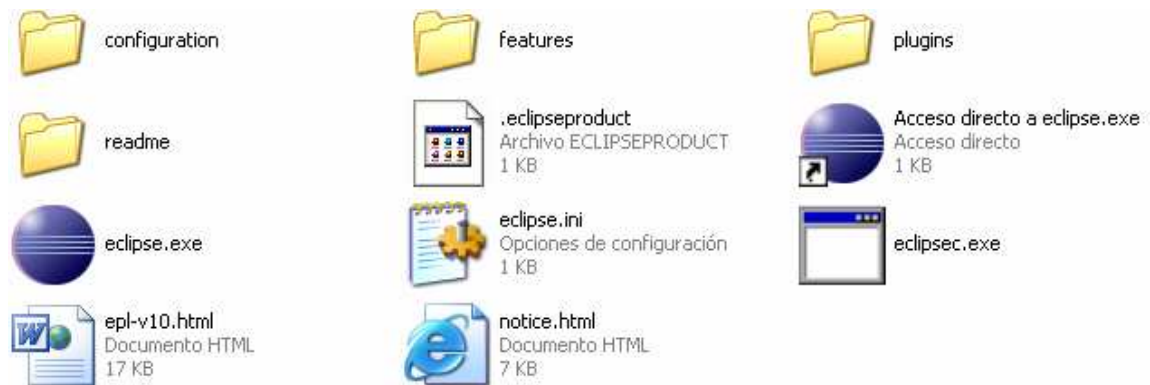 configuration
features
plugins
readme
.eclipseproduct
Archivo ECLIPSEPRODUCT
1 KB
Acceso directo a eclipse.exe
Acceso directo
1 KB
eclipse.exe
eclipse.ini
Opciones de configuración
1 KB
eclipsec.exe
epl-v10.html
Documento HTML
17 KB
notice.html
Documento HTML
7 KB